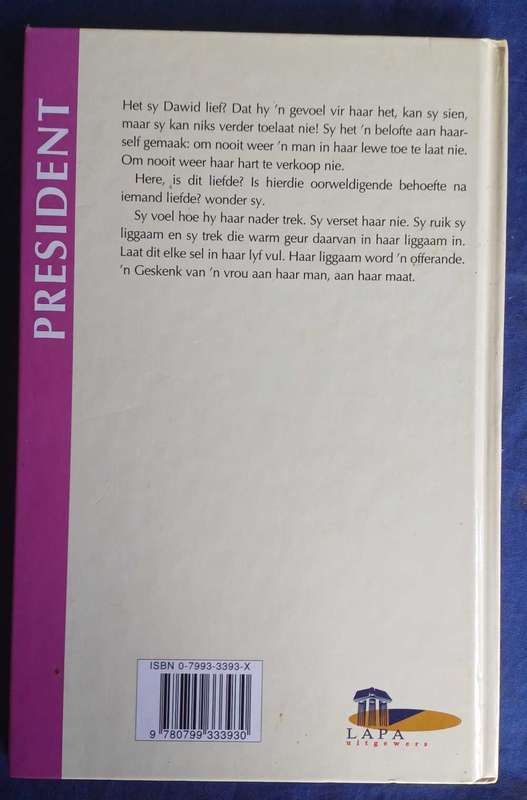 PRESIDENT
Het sy Dawid lief? Dat hy 'n gevoel vir haar het, kan sy sien,
maar sy kan niks verder toelaat nie! Sy het 'n belofte aan haar-
self gemaak: om nooit weer 'n man in haar lewe toe te laat nie.
Om nooit weer haar hart te verkoop nie.
Here, is dit liefde? Is hierdie oorweldigende behoefte na
iemand liefde? wonder sy.
Sy voel hoe hy haar nader trek. Sy verset haar nie. Sy ruik sy
liggaam en sy trek die warm geur daarvan in haar liggaam in.
Laat dit elke sel in haar lyf vul. Haar liggaam word 'n offerande.
'n Geskenk van 'n vrou aan haar man, aan haar maat.
ISBN 0-7993-3393-X
9 780799 333930
LAPA
uitgewers